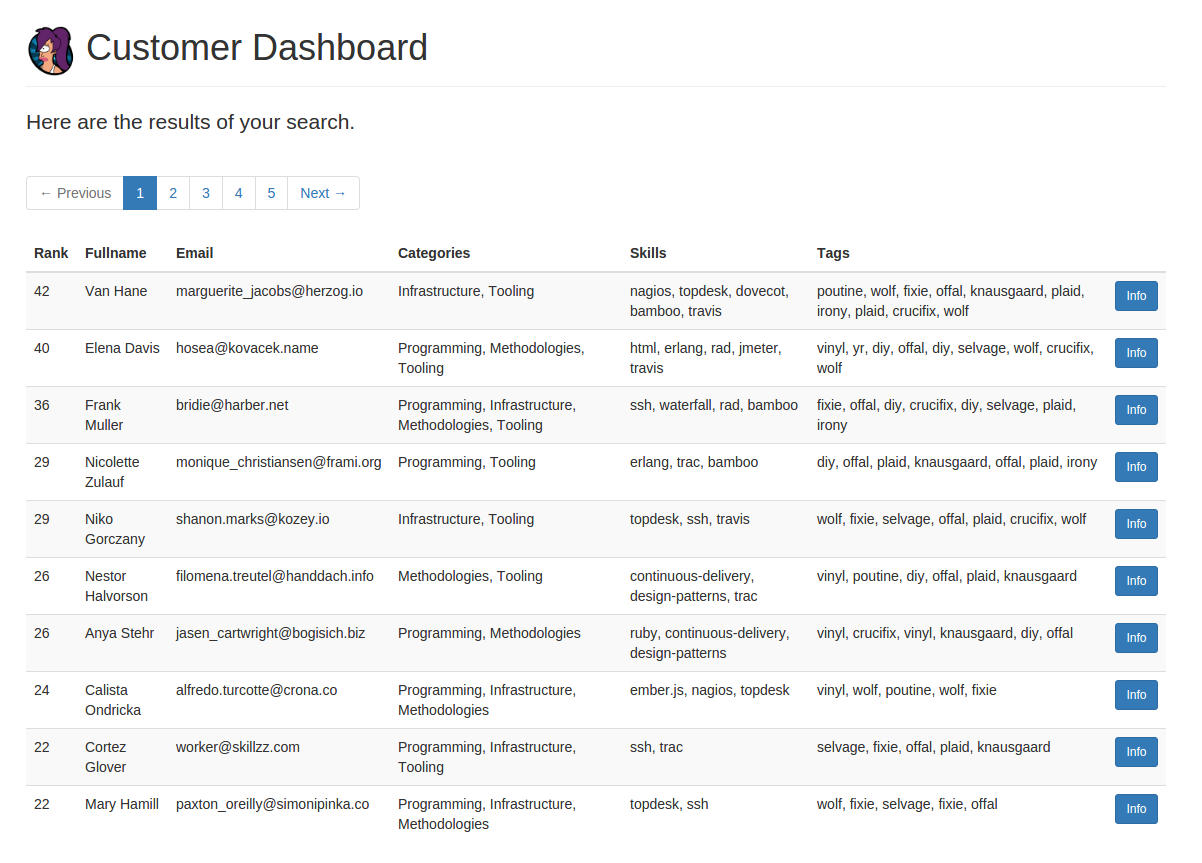 Customer Dashboard
Here are the results of your search.
← Previous 1 2 3 4 5 Next →
Rank Fullname Email Categories Skills Tags
42 Van Hane marguerite_jacobs@herzog.io Infrastructure, Tooling nagios, topdesk, dovecot, poutine, wolf, fixie, offal, knausgaard, plaid, Info
bamboo, travis irony, plaid, crucifix, wolf
40 Elena Davis hosea@kovacek.name Programming, Methodologies, html, erlang, rad, jmeter, vinyl, yr, diy, offal, diy, selvage, wolf, crucifix, Info
Tooling travis wolf
36 Frank bridie@harber.net Programming, Infrastructure, ssh, waterfall, rad, bamboo fixie, offal, diy, crucifix, diy, selvage, plaid, Info
Muller Methodologies, Tooling irony
29 Nicolette monique_christiansen@frami.org Programming, Tooling erlang, trac, bamboo diy, offal, plaid, knausgaard, offal, plaid, irony Info
Zulauf
29 Niko shanon.marks@kozey.io Infrastructure, Tooling topdesk, ssh, travis wolf, fixie, selvage, offal, plaid, crucifix, wolf Info
Gorczany
26 Nestor filomena.treutel@handdach.info Methodologies, Tooling continuous-delivery, vinyl, poutine, diy, offal, plaid, knausgaard Info
Halvorson design-patterns, trac
26 Anya Stehr jasen_cartwright@bogisich.biz Programming, Methodologies ruby, continuous-delivery, vinyl, crucifix, vinyl, knausgaard, diy, offal Info
design-patterns
24 Calista alfredo.turcotte@crona.co Programming, Infrastructure, ember.js, nagios, topdesk vinyl, wolf, poutine, wolf, fixie Info
Ondricka Methodologies
22 Cortez worker@skillzz.com Programming, Infrastructure, ssh, trac selvage, fixie, offal, plaid, knausgaard Info
Glover Tooling
22 Mary Hamill paxton_oreilly@simonipinka.co Programming, Infrastructure, topdesk, ssh wolf, fixie, selvage, fixie, offal Info
Methodologies